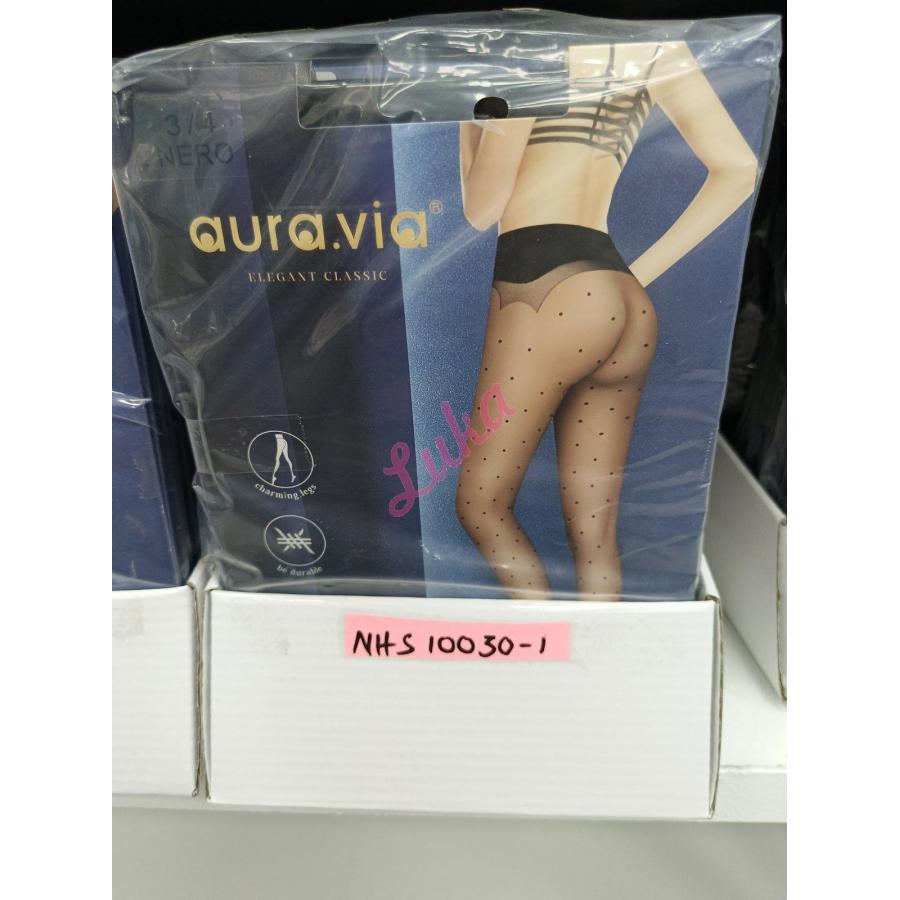 3/4
NERO
aura.via®
ELEGANT CLASSIC
Luka
charming legs
be durable
NHS 10030-1